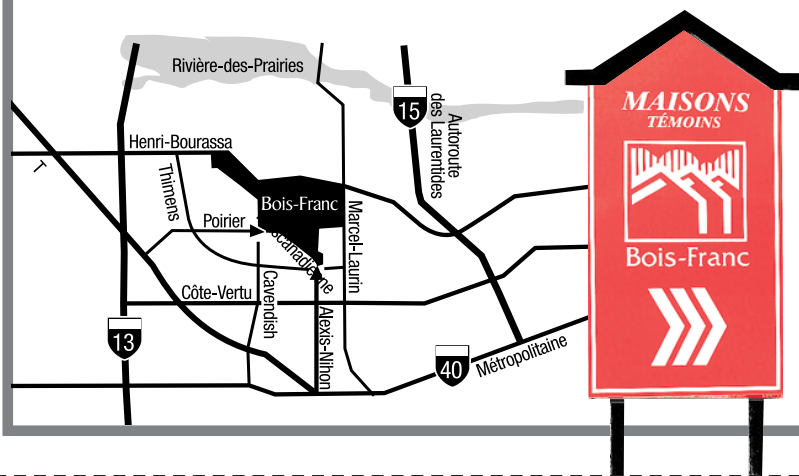 Rivière-des-Prairies
15
Autoroute
des Laurentides
Henri-Bourassa
T
Thimens
Bois-Franc
Poirier
Marcel-Laurin
Côte-Vertu
Cavendish
Alexis-Nihon
13
40
Métropolitaine
MAISONS
TÉMOINS
Bois-Franc